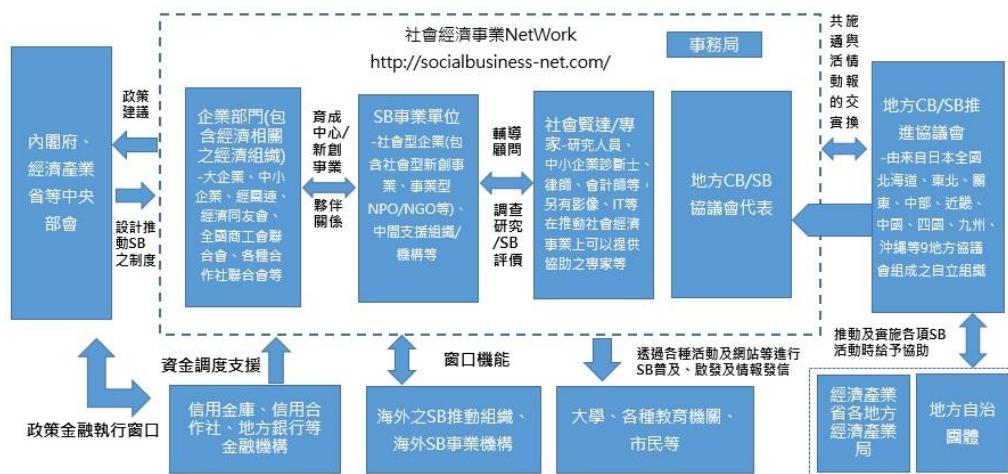 社會經濟事業NetWork
http://socialbusiness-net.com/
事務局
內閣府、
經濟產業
省等中央
部會
政策
建議
設計推
動SB
之制度
企業部門(包
含經濟相關
之經濟組織)
-大企業、中小
企業、經團連、
經濟同友會、
全國商工會聯
合會、各種合
作社聯合會等
育成
中心/
新創
事業
夥伴
關係
SB事業單位
-社會型企業(包
含社會型新創事
業、事業型
NPO/NGO等)、
中間支援組織/
機構等
輔導
顧問
調查
研究
/SB
評價
社會賢達/專
家-研究人員、
中小企業診斷士、
律師、會計師等，
另有影像、IT等
在推動社會經濟
事業上可以提供
協助之專家等
地方CB/SB
協議會代表
共通活動的實施與情報交換
地方CB/SB推
進協議會
-由來自日本全國
北海道、東北、關
東、中部、近畿、
中國、四國、九州、
沖繩等9地方協議
會組成之自立組織
資金調度支援
窗口機能
透過各種活動及網站等進行
SB普及、啟發及情報發信
推動及實施各項SB
活動時給予協助
政策金融執行窗口
信用金庫、信用合
作社、地方銀行等
金融機構
海外之SB推動組織、
海外SB事業機構
大學、各種教育機關、
市民等
經濟產業
省各地方
經濟產業
局
地方自治
團體